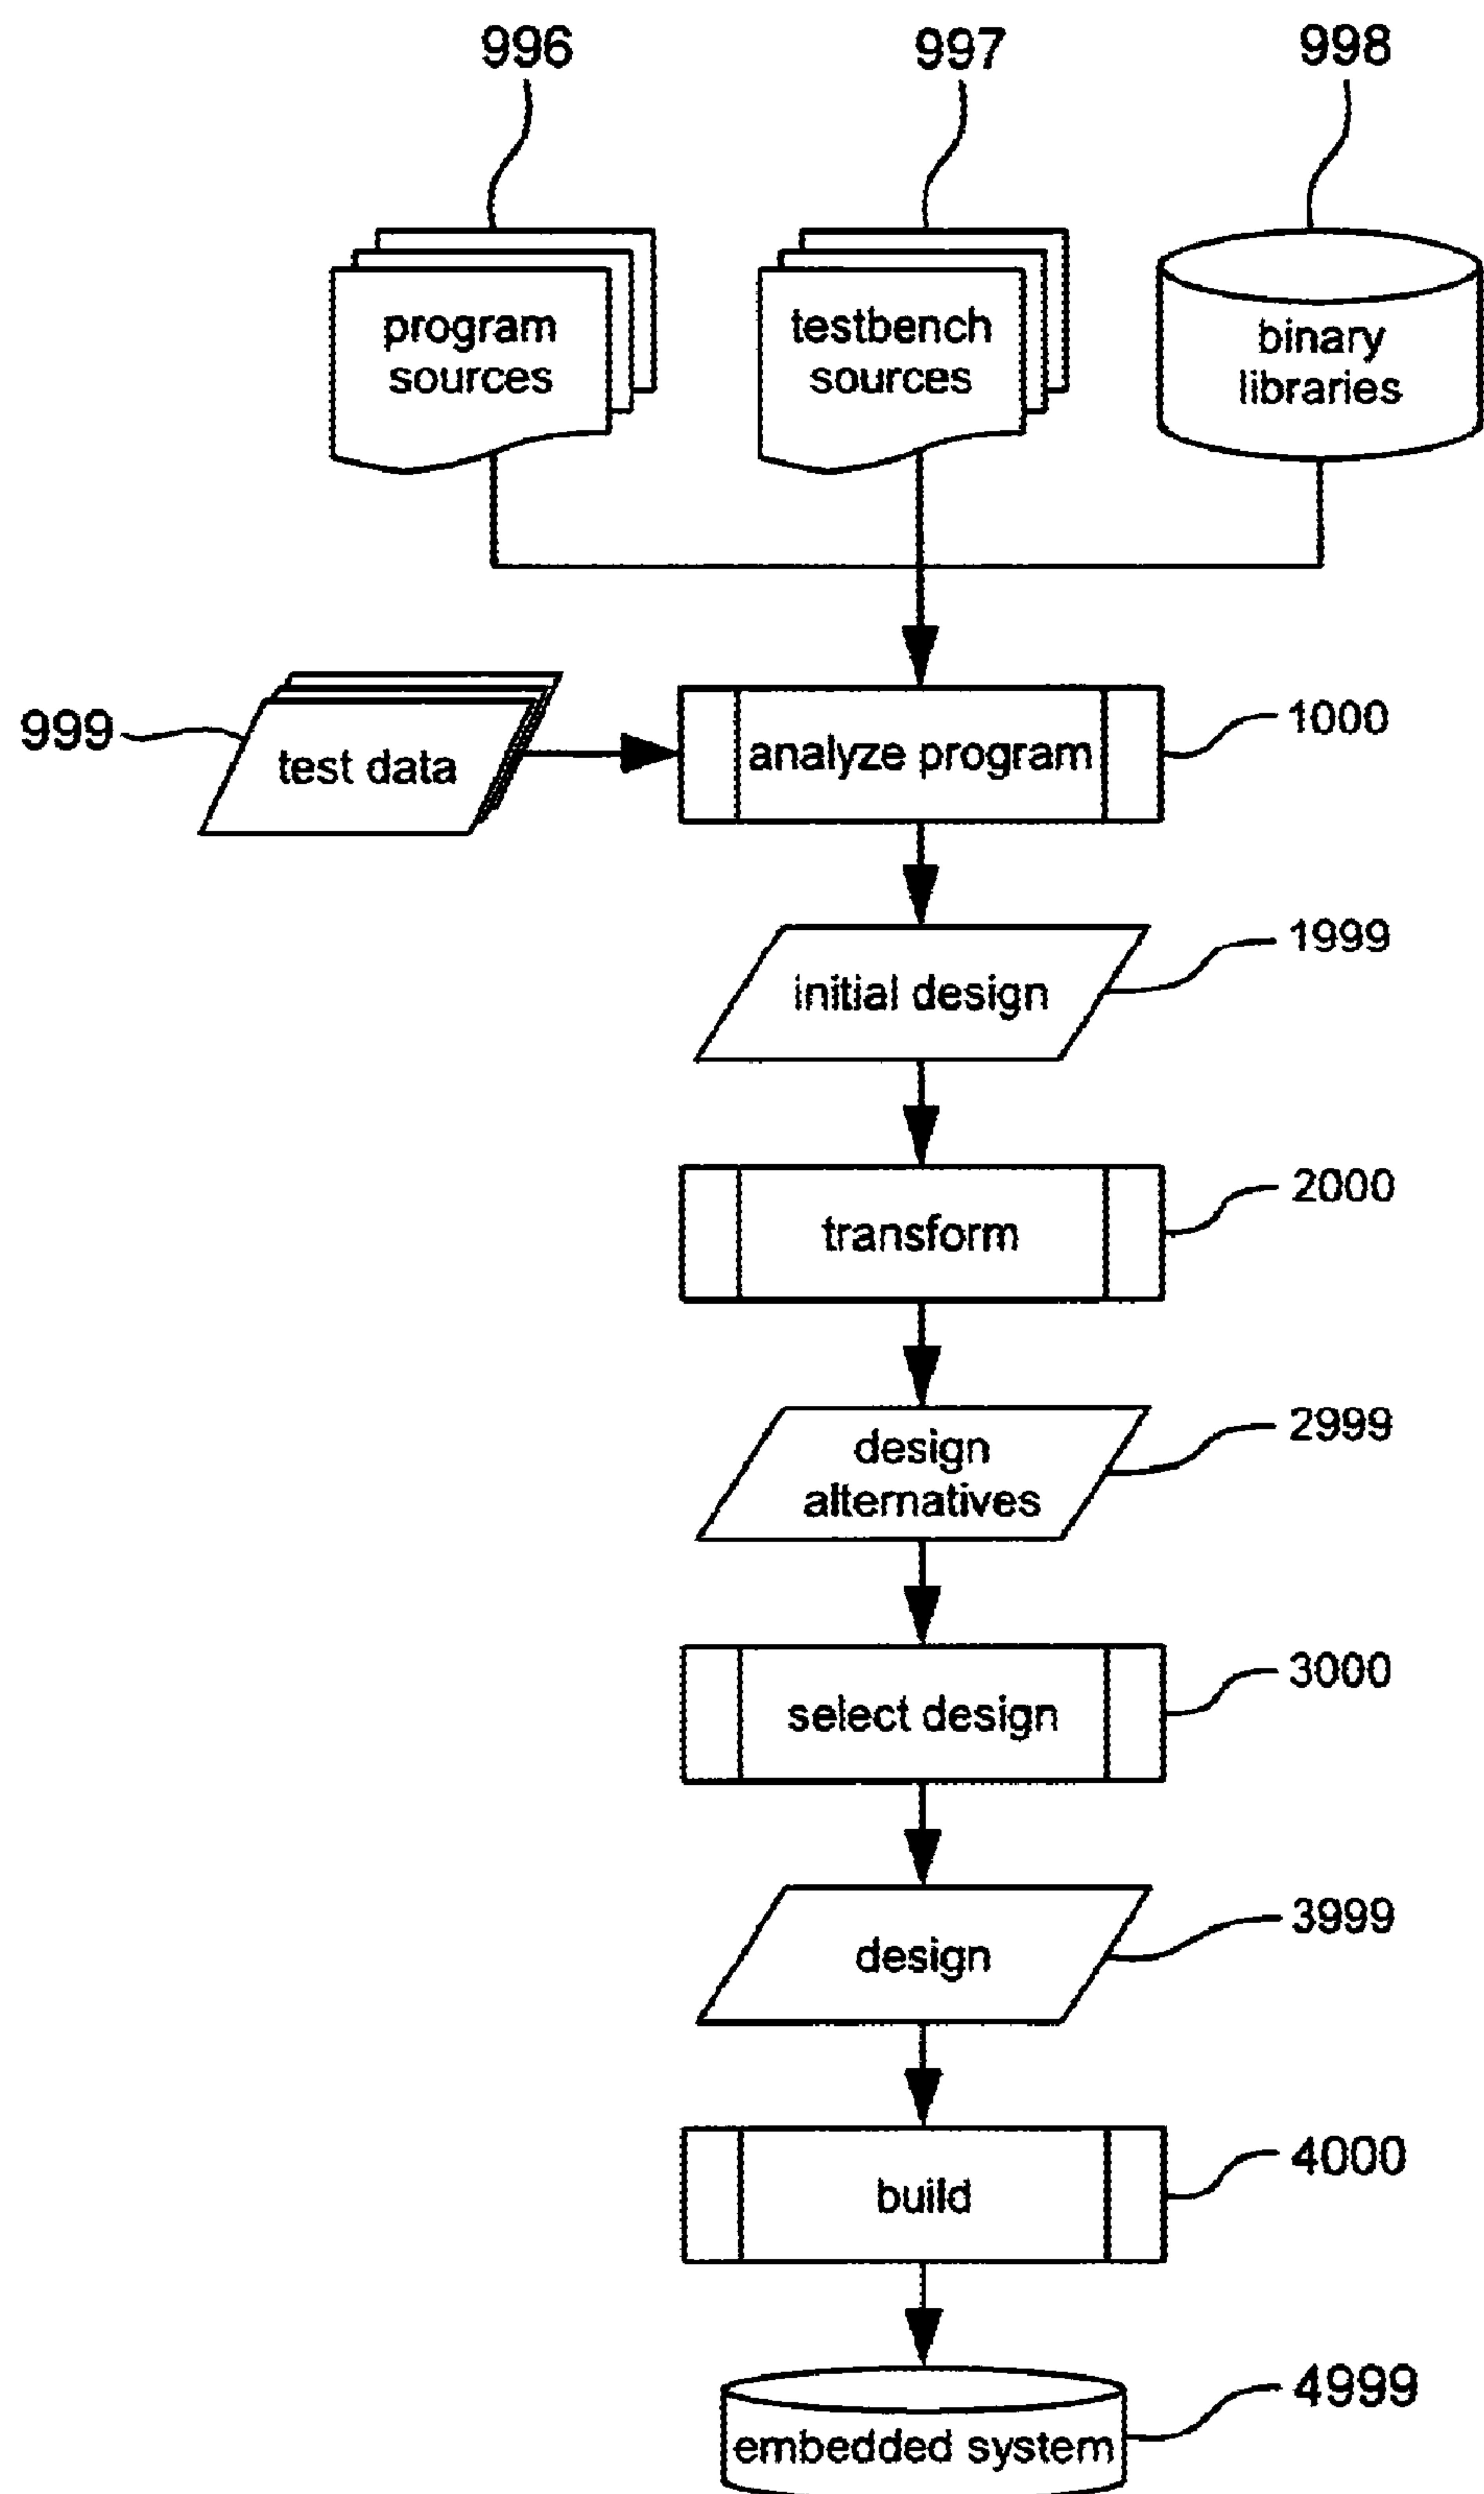 996
997
998
program
sources
testbench
sources
binary
libraries
999
test data
analyze program
1000
initial design
1999
transform
2000
design
alternatives
2999
select design
3000
design
3999
build
4000
embedded system
4999